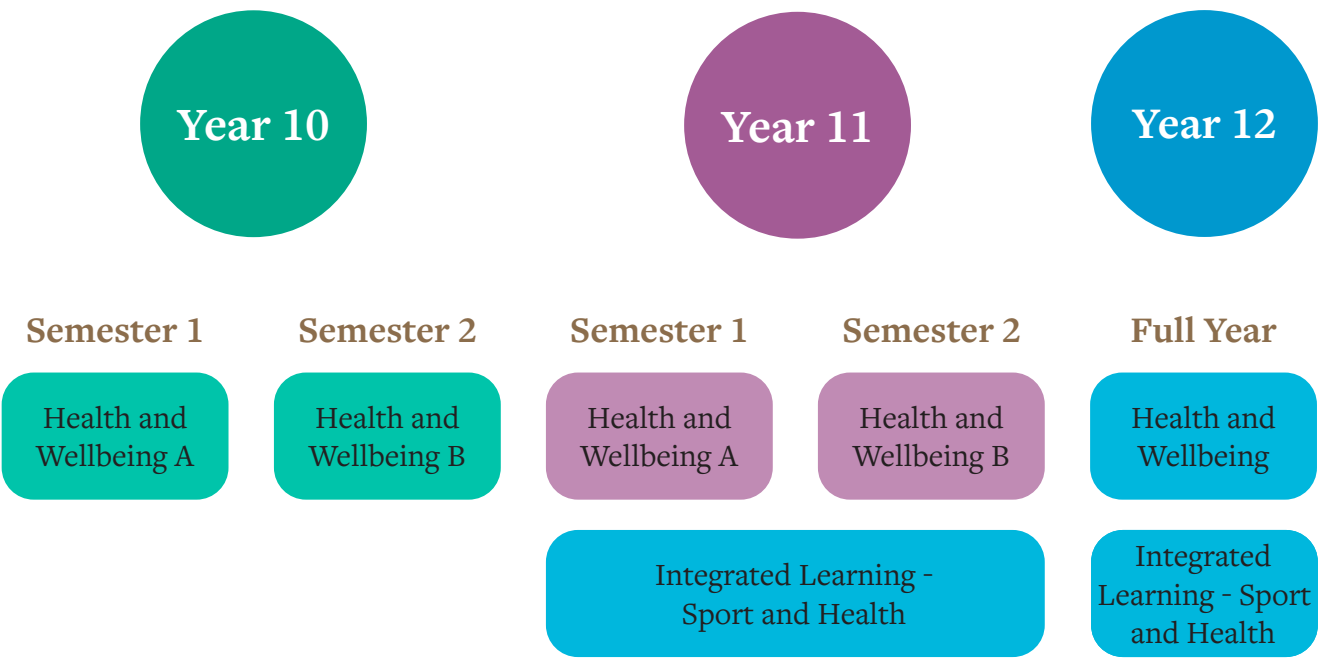 Year 10
Year 11
Year 12
Semester 1
Semester 2
Semester 1
Semester 2
Full Year
Health and
Wellbeing A
Health and
Wellbeing B
Health and
Wellbeing A
Health and
Wellbeing B
Health and
Wellbeing
Integrated Learning -
Sport and Health
Integrated
Learning - Sport
and Health